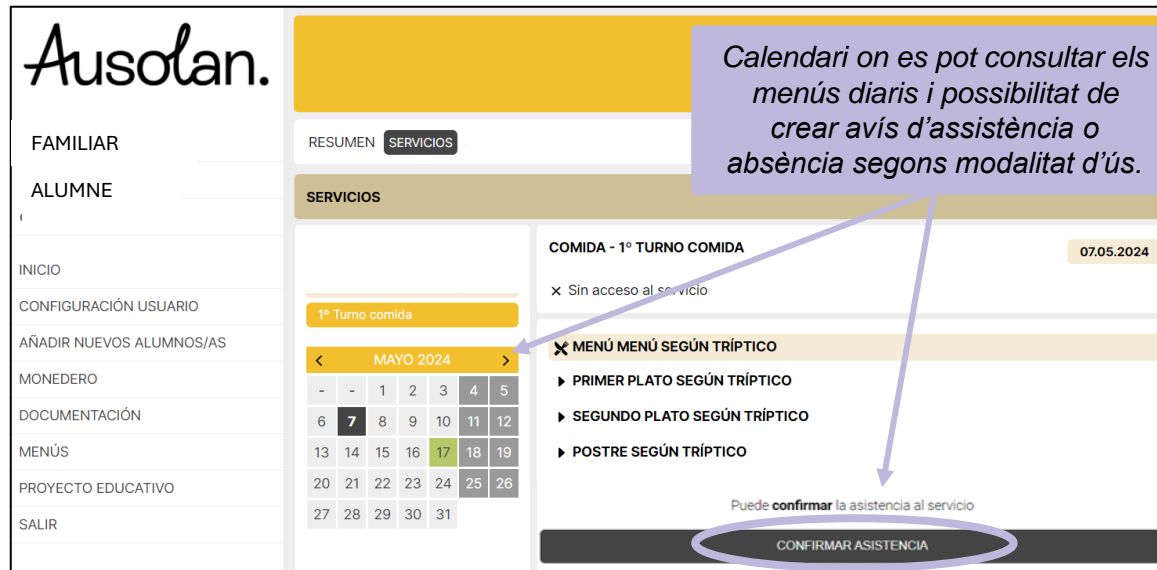 Ausolan.
FAMILIAR
ALUMNE
INICIO
CONFIGURACIÓN USUARIO
AÑADIR NUEVOS ALUMNOS/AS
MONEDERO
DOCUMENTACIÓN
MENÚS
PROYECTO EDUCATIVO
SALIR
Calendari on es pot consultar els
menús diaris i possibilitat de
crear avís d'assistència o
absència segons modalitat d'ús.
RESUMEN SERVICIOS
SERVICIOS
1º Turno comida
< MAYO 2024 >
- - 1 2 3 4 5
6 7 8 9 10 11 12
13 14 15 16 17 18 19
20 21 22 23 24 25 26
27 28 29 30 31
COMIDA - 1º TURNO COMIDA 07.05.2024
× Sin acceso al servicio
MENÚ MENÚ SEGÚN TRÍPTICO
PRIMER PLATO SEGÚN TRÍPTICO
SEGUNDO PLATO SEGÚN TRÍPTICO
POSTRE SEGÚN TRÍPTICO
Puede confirmar la asistencia al servicio
CONFIRMAR ASISTENCIA